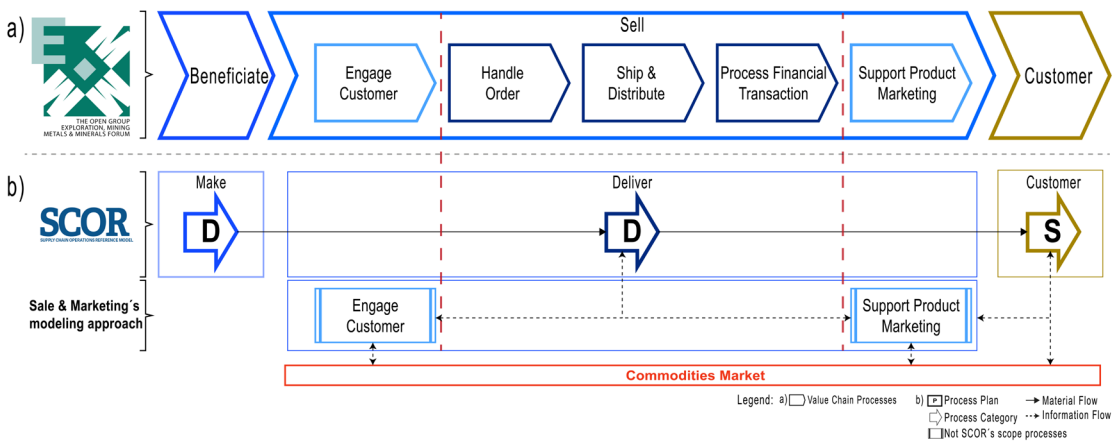 a)
E
THE OPEN GROUP
EXPLORATION, MINING
METALS & MINERALS FORUM
Beneficiate
Sell
Engage
Customer
Handle
Order
Ship &
Distribute
Process Financial
Transaction
Support Product
Marketing
Customer
b)
SCOR
SUPPLY CHAIN OPERATIONS REFERENCE MODEL
Make
D
Deliver
D
Customer
S
Sale & Marketing´s
modeling approach
Engage
Customer
Support Product
Marketing
Commodities Market
Legend: a) Value Chain Processes
b) P Process Plan
Process Category
Not SCOR´s scope processes
Material Flow
Information Flow